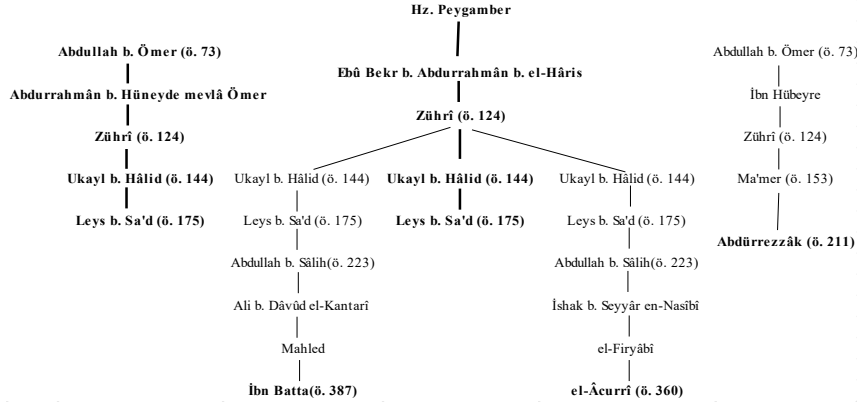 Hz. Peygamber
Abdullah b. Ömer (ö. 73)
Abdullah b. Ömer (ö. 73)
Ebû Bekr b. Abdurrahmân b. el-Hâris
Abdurrahmân b. Hüneyde mevlâ Ömer
İbn Hübeyre
Zührî (ö. 124)
Zührî (ö. 124)
Zührî (ö. 124)
Ukayl b. Hâlid (ö. 144)
Ukayl b. Hâlid (ö. 144)
Ukayl b. Hâlid (ö. 144)
Ukayl b. Hâlid (ö. 144)
Ma'mer (ö. 153)
Leys b. Sa'd (ö. 175)
Leys b. Sa'd (ö. 175)
Leys b. Sa'd (ö. 175)
Leys b. Sa'd (ö. 175)
Abdürrezzâk (ö. 211)
Abdullah b. Sâlih(ö. 223)
Abdullah b. Sâlih(ö. 223)
Ali b. Dâvûd el-Kantarî
İshak b. Seyyâr en-Nasîbî
Mahled
el-Firyâbî
İbn Batta(ö. 387)
el-Âcurrî (ö. 360)